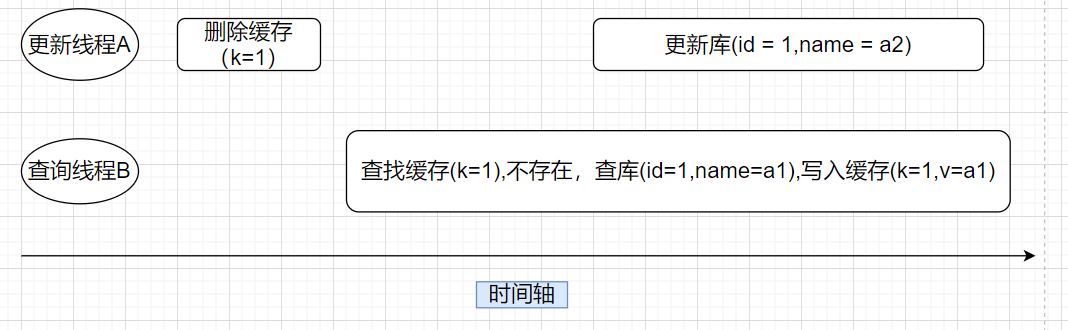 更新线程A
删除缓存
（k=1）
更新库(id = 1,name = a2)
查询线程B
查找缓存(k=1),不存在，查库(id=1,name=a1),写入缓存(k=1,v=a1)
时间轴